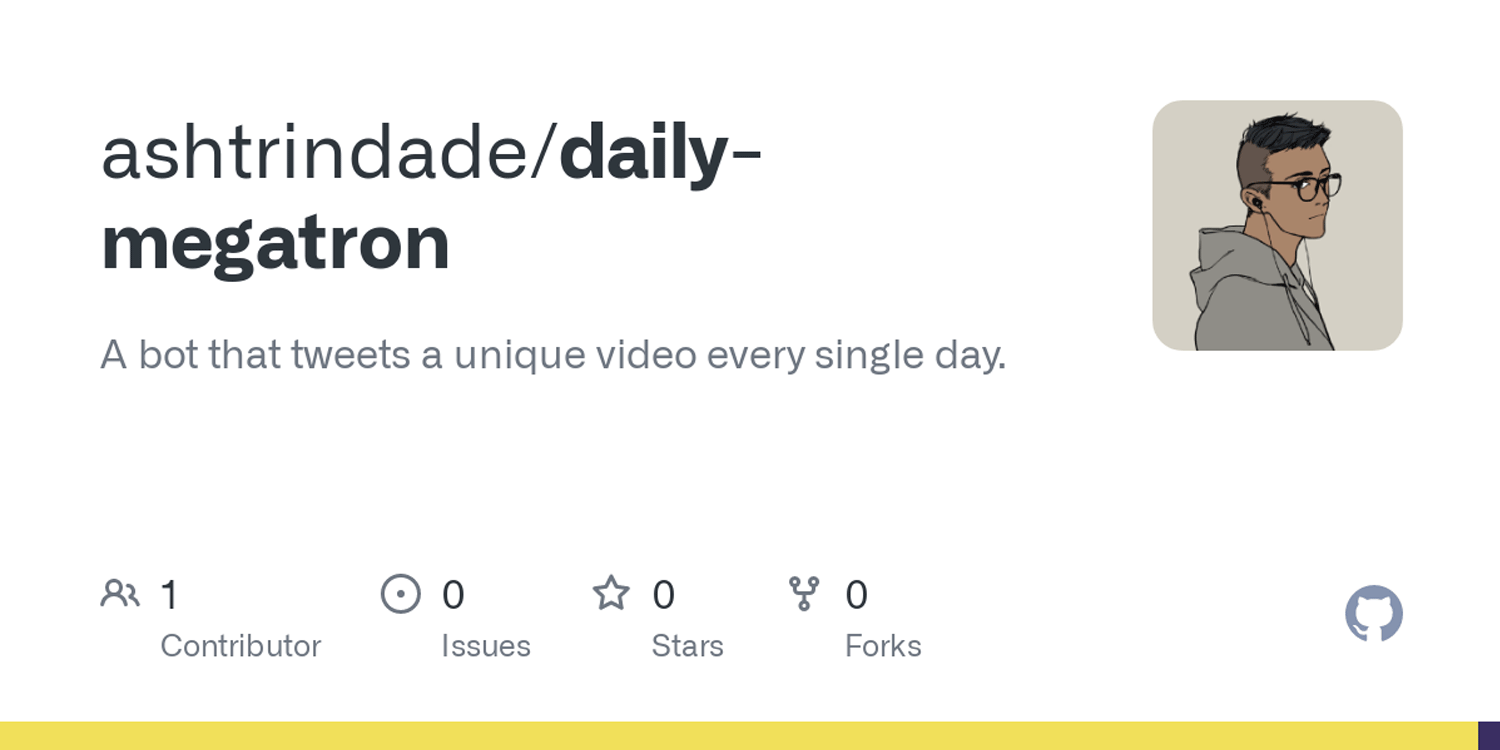 ashtrindade/daily-
megatron
A bot that tweets a unique video every single day.
1 0 0 0
Contributor Issues Stars Forks